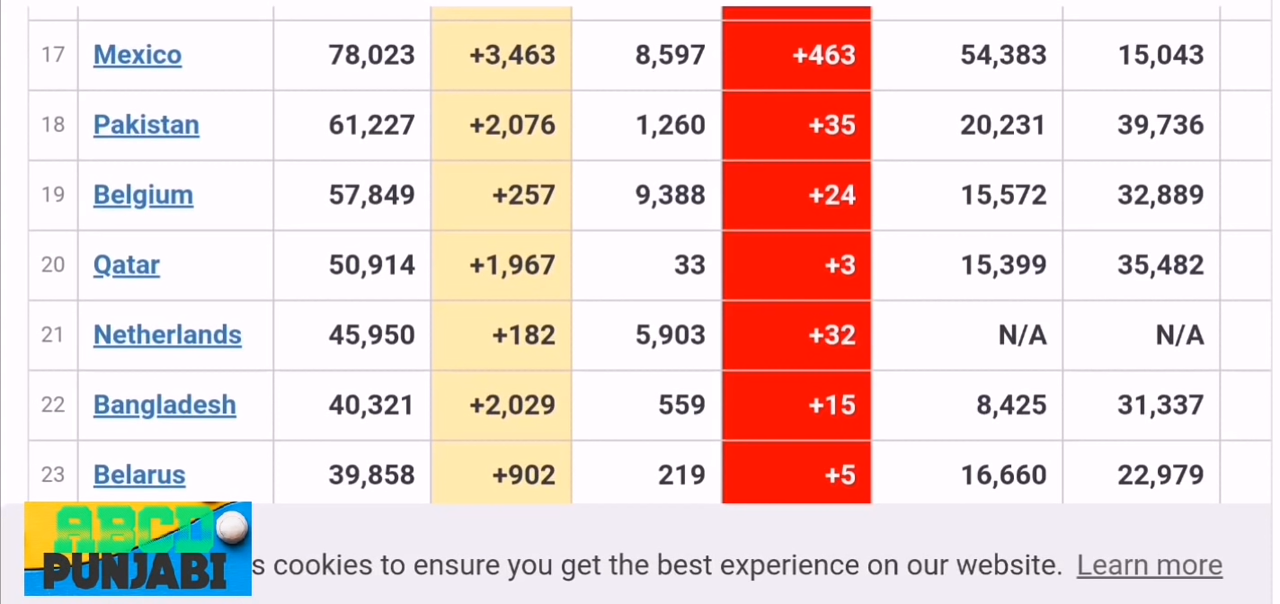 17 Mexico 78,023 +3,463 8,597 +463 54,383 15,043
18 Pakistan 61,227 +2,076 1,260 +35 20,231 39,736
19 Belgium 57,849 +257 9,388 +24 15,572 32,889
20 Qatar 50,914 +1,967 33 +3 15,399 35,482
21 Netherlands 45,950 +182 5,903 +32 N/A N/A
22 Bangladesh 40,321 +2,029 559 +15 8,425 31,337
23 Belarus 39,858 +902 219 +5 16,660 22,979
ABCD
PUNJABI
s cookies to ensure you get the best experience on our website. Learn more